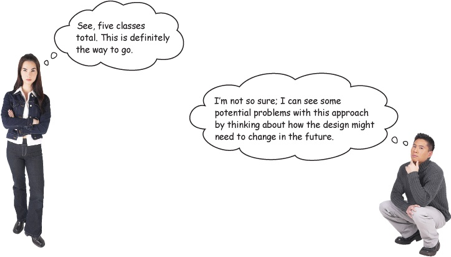 See, five classes
total. This is definitely
the way to go.
I'm not so sure; I can see some
potential problems with this approach
by thinking about how the design might
need to change in the future.